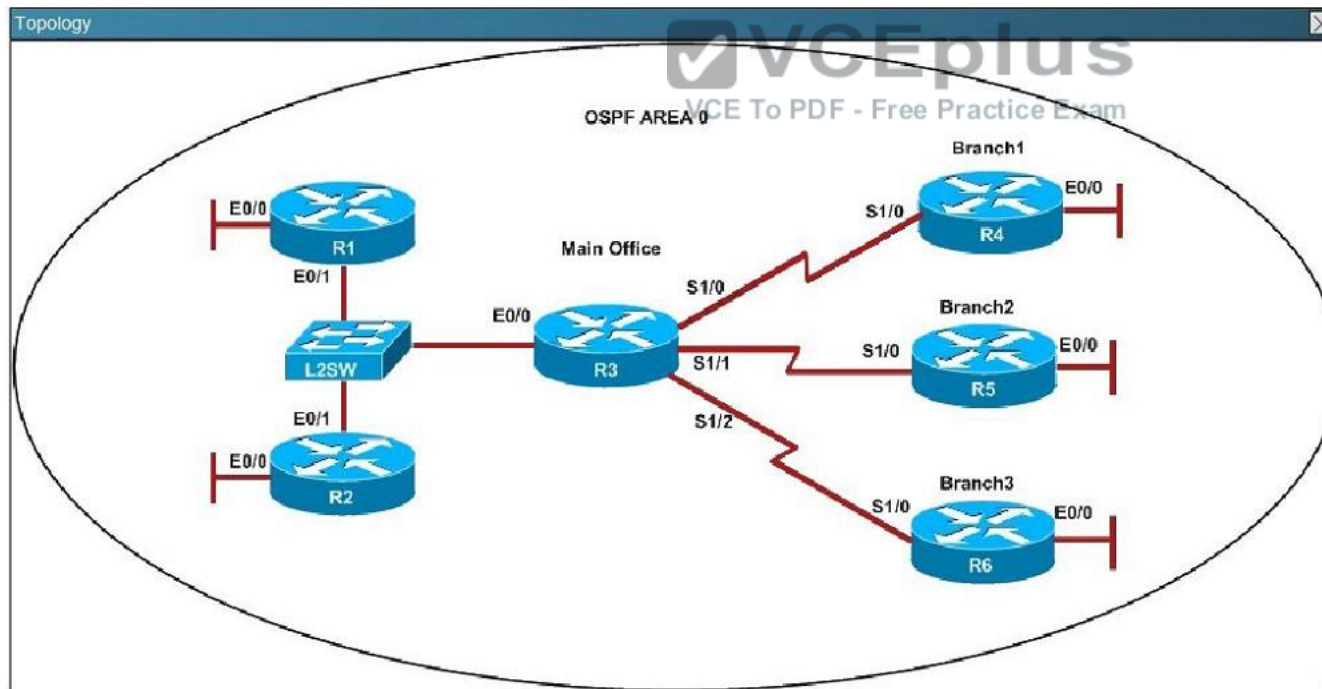 Topology
VCEplus
VCE To PDF - Free Practice Exam
OSPF AREA 0
Branch1
E0/0
E0/0
S1/0
R1
R4
Main Office
E0/1
S1/0
E0/0
Branch2
S1/0
E0/0
L2SW
R3
S1/1
R5
E0/1
S1/2
E0/0
Branch3
R2
S1/0
E0/0
R6